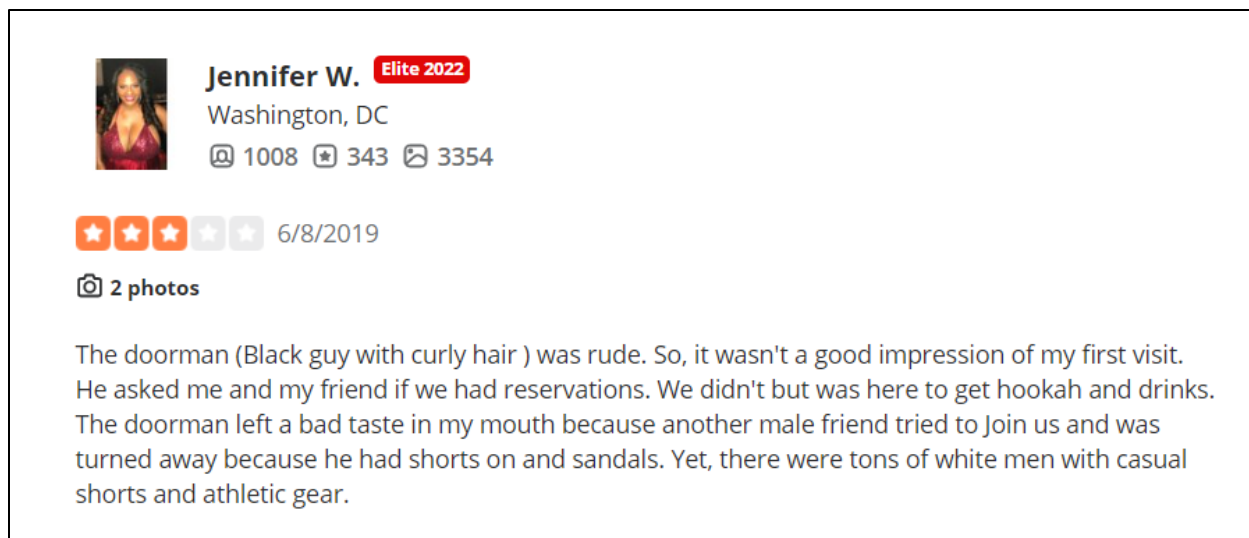 Jennifer W. Elite 2022
Washington, DC
1008 343 3354
6/8/2019
2 photos
The doorman (Black guy with curly hair ) was rude. So, it wasn't a good impression of my first visit.
He asked me and my friend if we had reservations. We didn't but was here to get hookah and drinks.
The doorman left a bad taste in my mouth because another male friend tried to Join us and was
turned away because he had shorts on and sandals. Yet, there were tons of white men with casual
shorts and athletic gear.